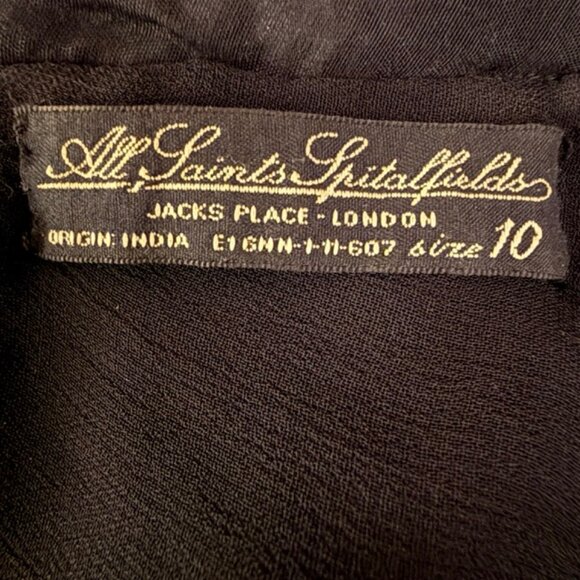 All Saints Spitalfields
JACKS PLACE - LONDON
ORIGIN: INDIA E1 6NN-1-11-607 size 10